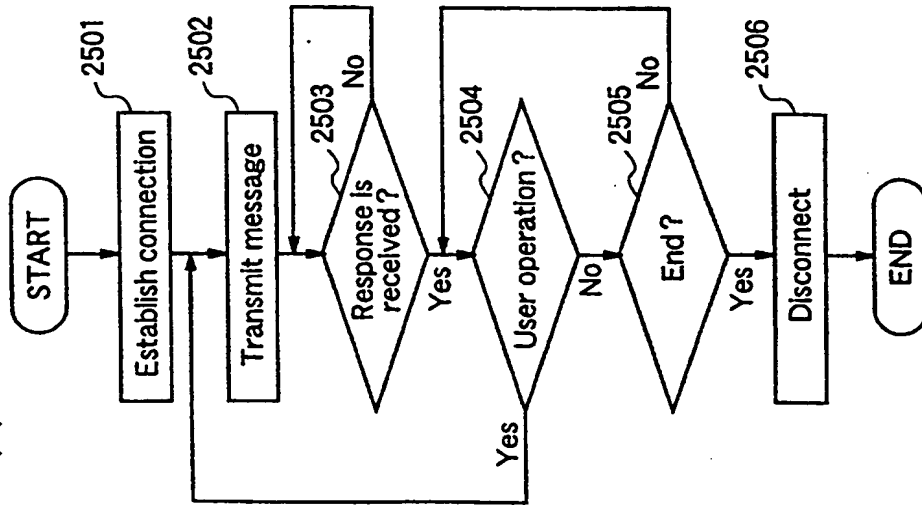 START
Establish connection
2501
Transmit message
2502
Response is
received?
2503
No
Yes
User operation?
2504
Yes
No
End?
2505
No
Yes
Disconnect
2506
END